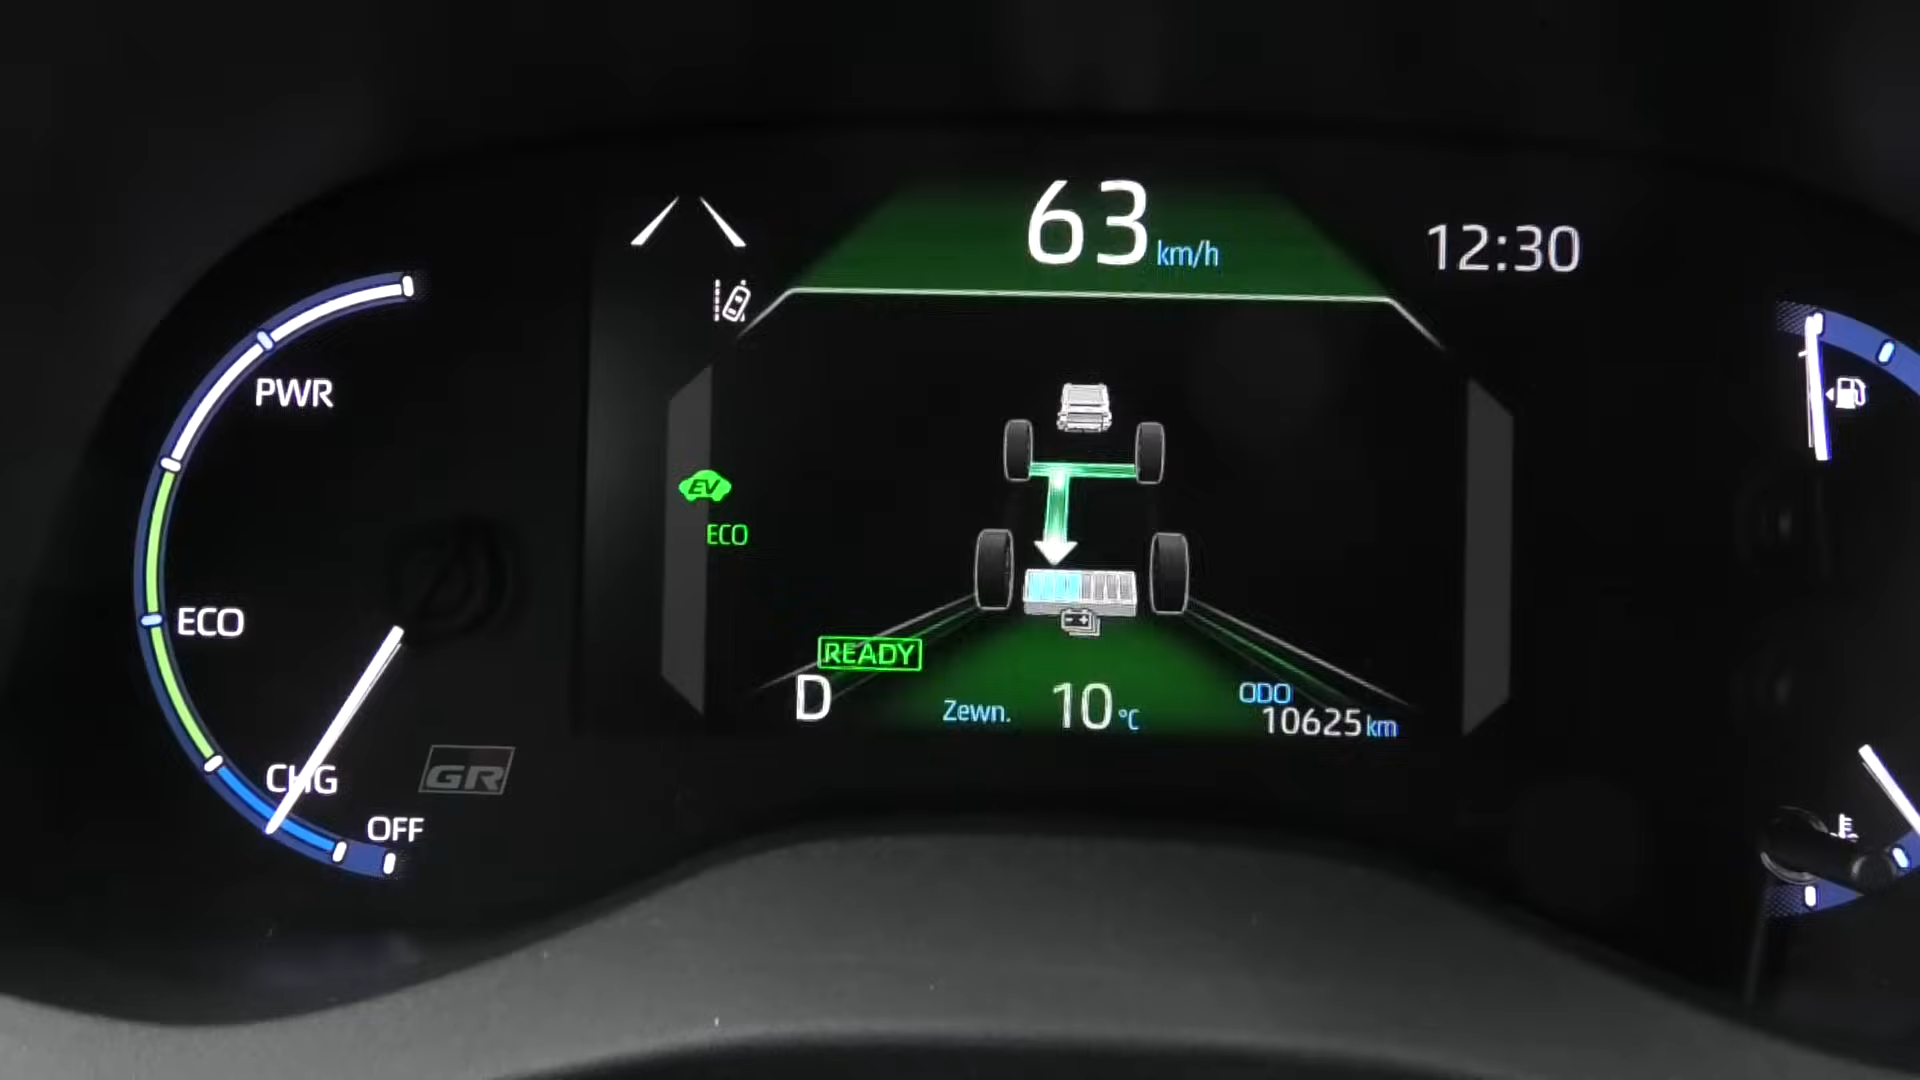 63 km/h
12:30
PWR
EV
ECO
ECO
READY
D
Zewn. 10°C
ODO
10625 km
CHG
GR
OFF